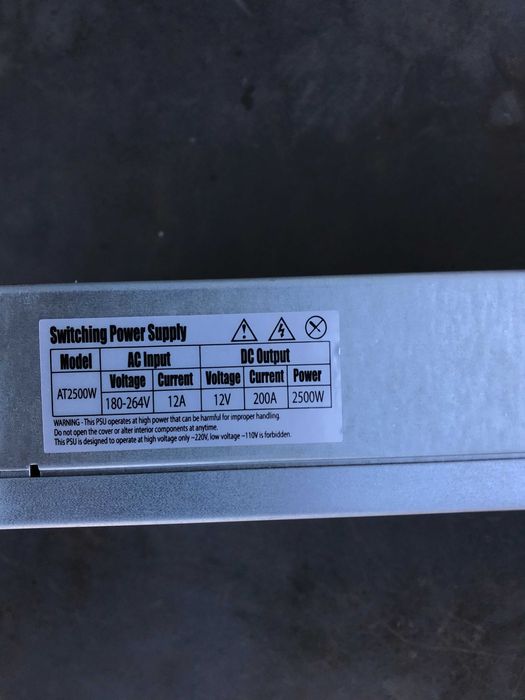 Switching Power Supply
Model AC Input DC Output
Voltage Current Voltage Current Power
AT2500W 180-264V 12A 12V 200A 2500W
WARNING - This PSU operates at high power that can be harmful for improper handling.
Do not open the cover or alter interior components at anytime.
This PSU is designed to operate at high voltage only ~220V, low voltage ~110V is forbidden.